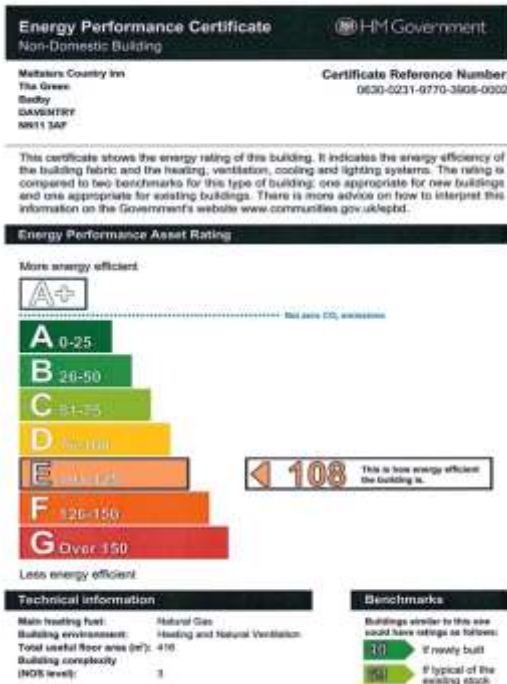 Energy Performance Certificate
Non-Domestic Building
HM Government
Maltsters Country Inn
The Green
Badby
DAVENTRY
NN11 3AF
Certificate Reference Number:
0630-0231-9770-3908-0002
This certificate shows the energy rating of this building. It indicates the energy efficiency of
the building fabric and the heating, ventilation, cooling and lighting systems. The rating is
compared to two benchmarks for this type of building: one appropriate for new buildings
and one appropriate for existing buildings. There is more advice on how to interpret this
information on the Government's website www.communities.gov.uk/epbd.
Energy Performance Asset Rating
More energy efficient
A+
Net zero CO₂ emissions
A 0-25
B 26-50
C 51-75
D 76-100
E 101-125
108 This is how energy efficient
the building is.
F 126-150
G Over 150
Less energy efficient
Technical information
Main heating fuel: Natural Gas
Building environment: Heating and Natural Ventilation
Total useful floor area (m²): 416
Building complexity
(NOS level): 3
Benchmarks
Buildings similar to this one
could have ratings as follows:
If newly built
If typical of the
existing stock